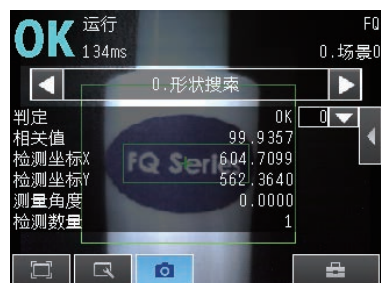 OK 运行 FQ
134ms 0.场景0
0.形状搜索
判定 OK 0
相关值 99.9357
检测坐标X 604.7099
检测坐标Y 562.3640
测量角度 0.0000
检测数量 1
FQ Series